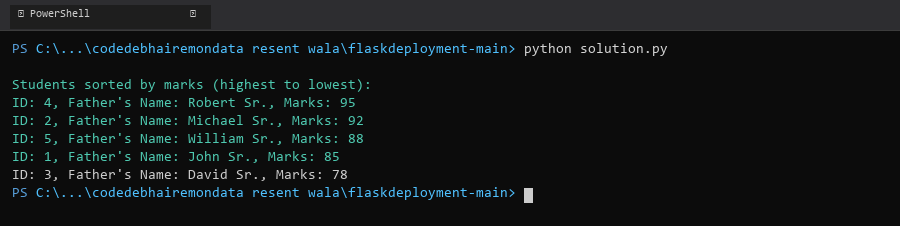 PowerShell
PS C:\...\codedebhairemondata resent wala\flaskdeployment-main> python solution.py
Students sorted by marks (highest to lowest):
ID: 4, Father's Name: Robert Sr., Marks: 95
ID: 2, Father's Name: Michael Sr., Marks: 92
ID: 5, Father's Name: William Sr., Marks: 88
ID: 1, Father's Name: John Sr., Marks: 85
ID: 3, Father's Name: David Sr., Marks: 78
PS C:\...\codedebhairemondata resent wala\flaskdeployment-main>